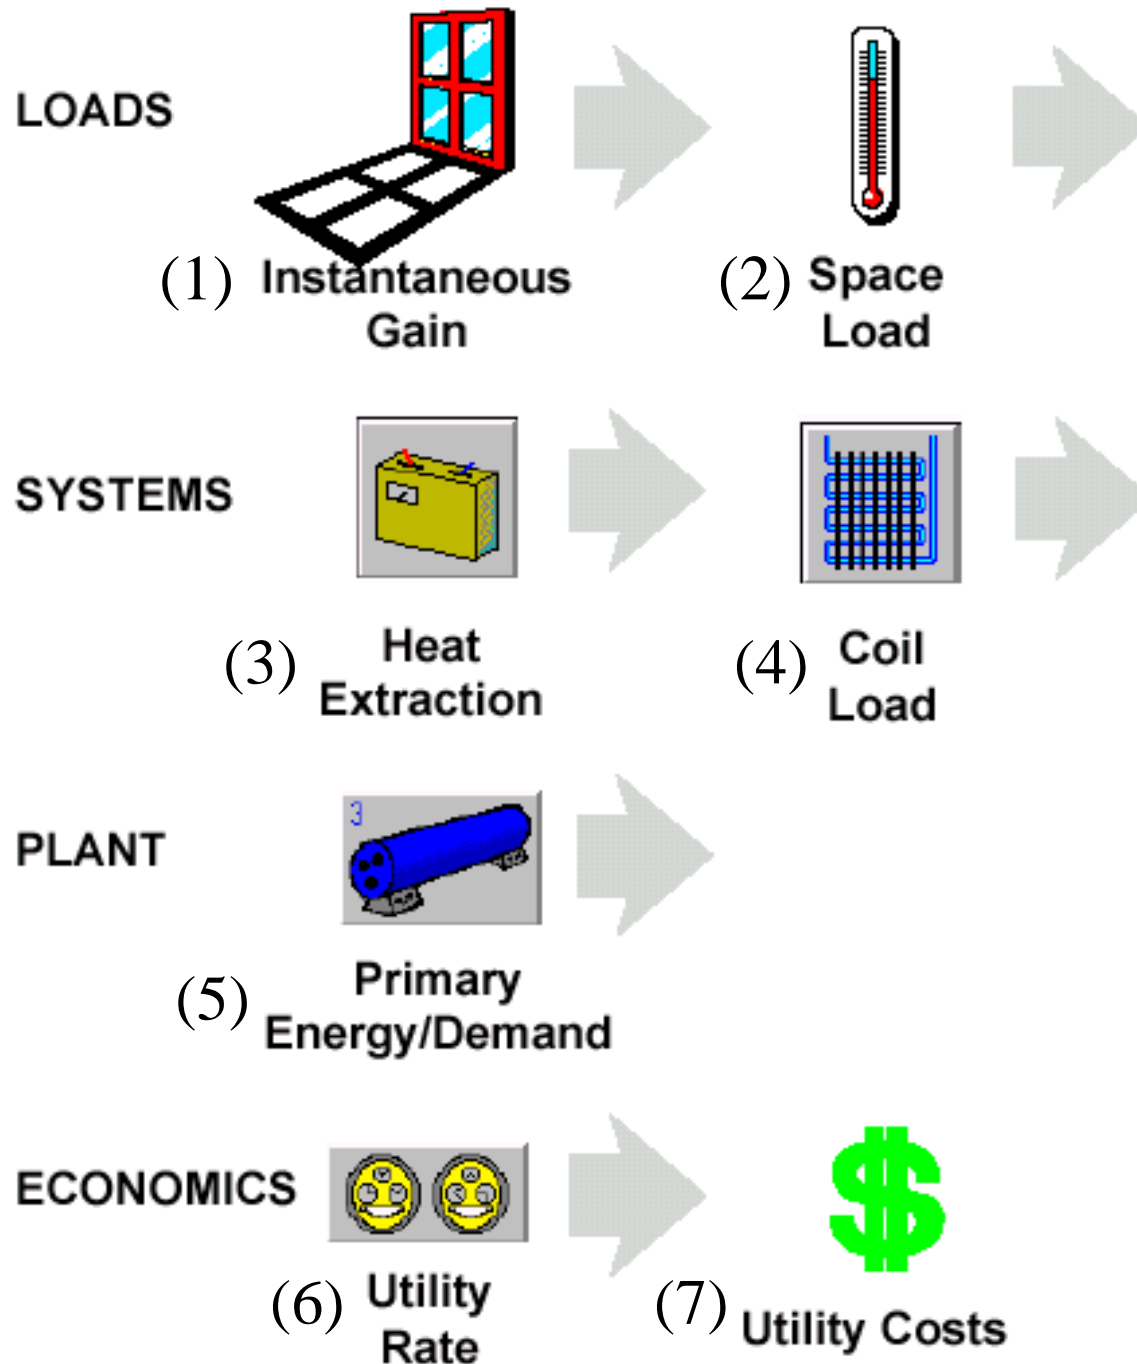 LOADS
(1) Instantaneous
Gain
(2) Space
Load
SYSTEMS
(3) Heat
Extraction
(4) Coil
Load
PLANT
3
(5) Primary
Energy/Demand
ECONOMICS
(6) Utility
Rate
(7) Utility Costs